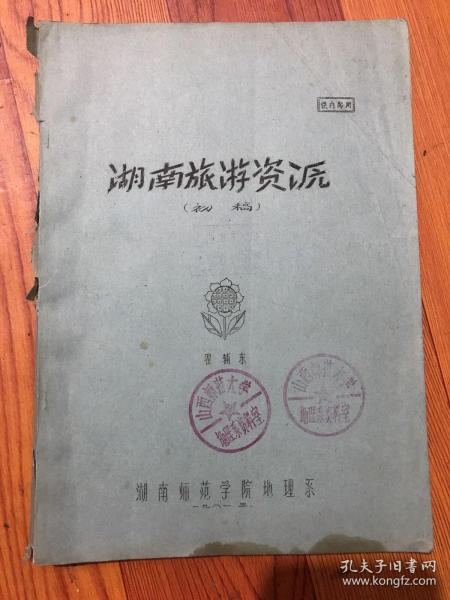 供内部用
湖南旅游资沅
（初稿）
翟辅东
山西师范大学
地理系资料室
山西师范大学
地理系资料室
湖南师范学院地理系
一九八一年.
孔夫子旧书网
www.kongfz.com